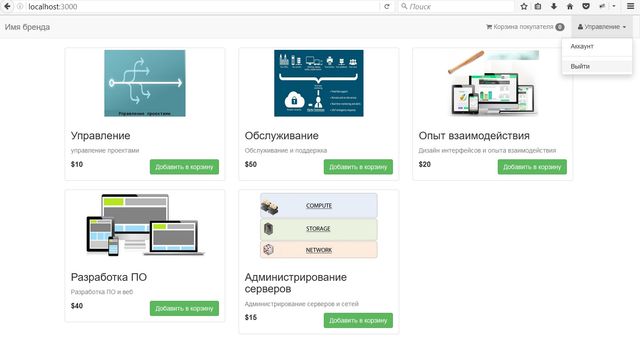 localhost:3000
Поиск
Имя бренда
Корзина покупателя 0
Управление
Аккаунт
Выйти
Управление проектами
Управление
управление проектами
$10
Добавить в корзину
Обслуживание
Обслуживание и поддержка
$50
Добавить в корзину
Опыт взаимодействия
Дизайн интерфейсов и опыта взаимодействия
$20
Добавить в корзину
Разработка ПО
Разработка ПО и веб
$40
Добавить в корзину
COMPUTE
STORAGE
NETWORK
Администрирование
серверов
Администрирование серверов и сетей
$15
Добавить в корзину